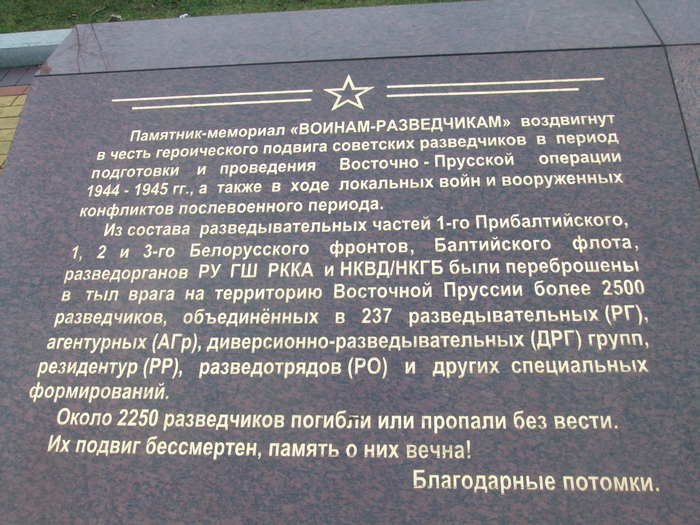 Памятник-мемориал «ВОИНАМ-РАЗВЕДЧИКАМ» воздвигнут
в честь героического подвига советских разведчиков в период
подготовки и проведения Восточно - Прусской операции
1944 - 1945 гг., а также в ходе локальных войн и вооруженных
конфликтов послевоенного периода.
Из состава разведывательных частей 1-го Прибалтийского,
1, 2 и 3-го Белорусского фронтов, Балтийского флота,
разведорганов РУ ГШ РККА и НКВД/НКГБ были переброшены
в тыл врага на территорию Восточной Пруссии более 2500
разведчиков, объединённых в 237 разведывательных (РГ),
агентурных (АГр), диверсионно-разведывательных (ДРГ) групп,
резидентур (РР), разведотрядов (РО) и других специальных
формирований.
Около 2250 разведчиков погибли или пропали без вести.
Их подвиг бессмертен, память о них вечна!
Благодарные потомки.